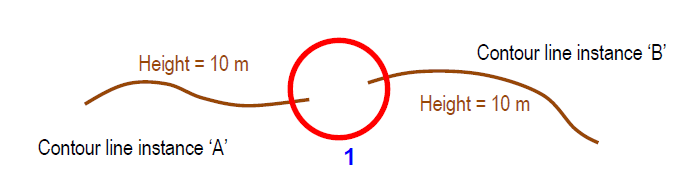 Contour line instance ‘B’
Height = 10 m
Height = 10 m
Contour line instance ‘A’
1